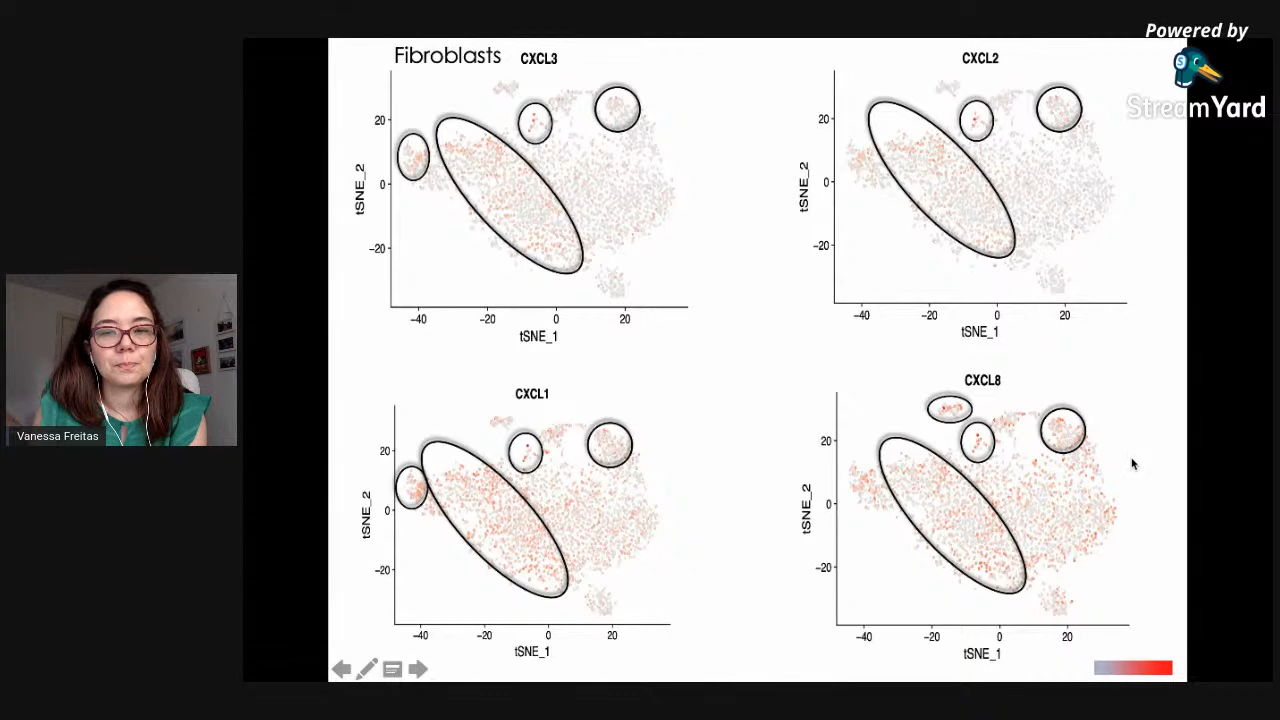 Powered by
StreamYard
Fibroblasts
CXCL3
20
0
−20
tSNE_2
−40
−20
0
20
tSNE_1
CXCL2
20
0
−20
tSNE_2
−40
−20
0
20
tSNE_1
Vanessa Freitas
CXCL1
20
0
−20
tSNE_2
−40
−20
0
20
tSNE_1
CXCL8
20
0
−20
tSNE_2
−40
−20
0
20
tSNE_1